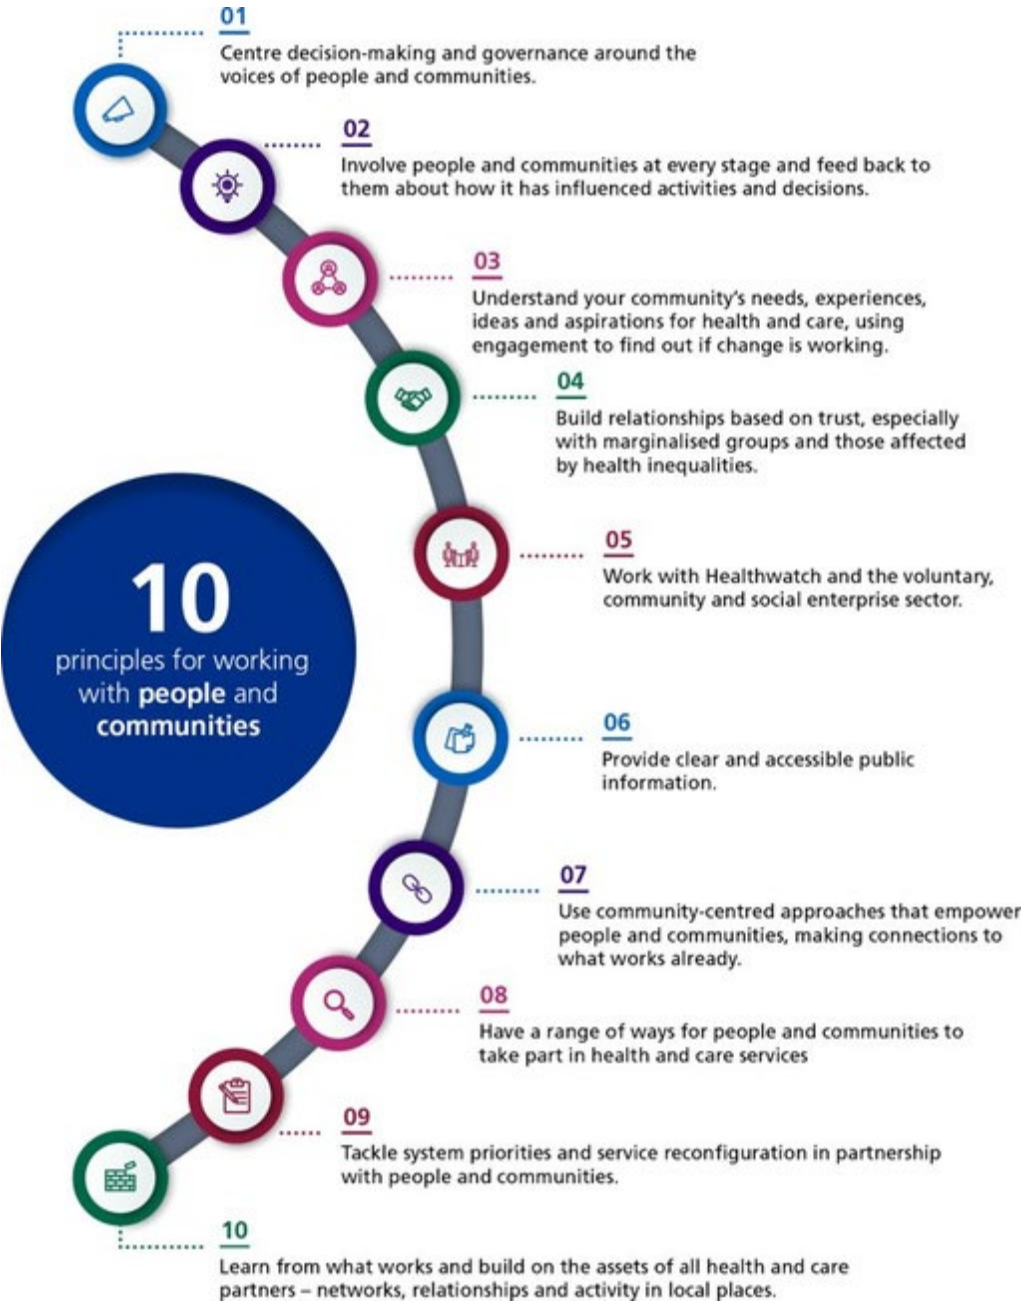 01
Centre decision-making and governance around the
voices of people and communities.
02
Involve people and communities at every stage and feed back to
them about how it has influenced activities and decisions.
03
Understand your community's needs, experiences,
ideas and aspirations for health and care, using
engagement to find out if change is working.
04
Build relationships based on trust, especially
with marginalised groups and those affected
by health inequalities.
05
Work with Healthwatch and the voluntary,
community and social enterprise sector.
10
principles for working
with people and
communities
06
Provide clear and accessible public
information.
07
Use community-centred approaches that empower
people and communities, making connections to
what works already.
08
Have a range of ways for people and communities to
take part in health and care services
09
Tackle system priorities and service reconfiguration in partnership
with people and communities.
10
Learn from what works and build on the assets of all health and care
partners – networks, relationships and activity in local places.